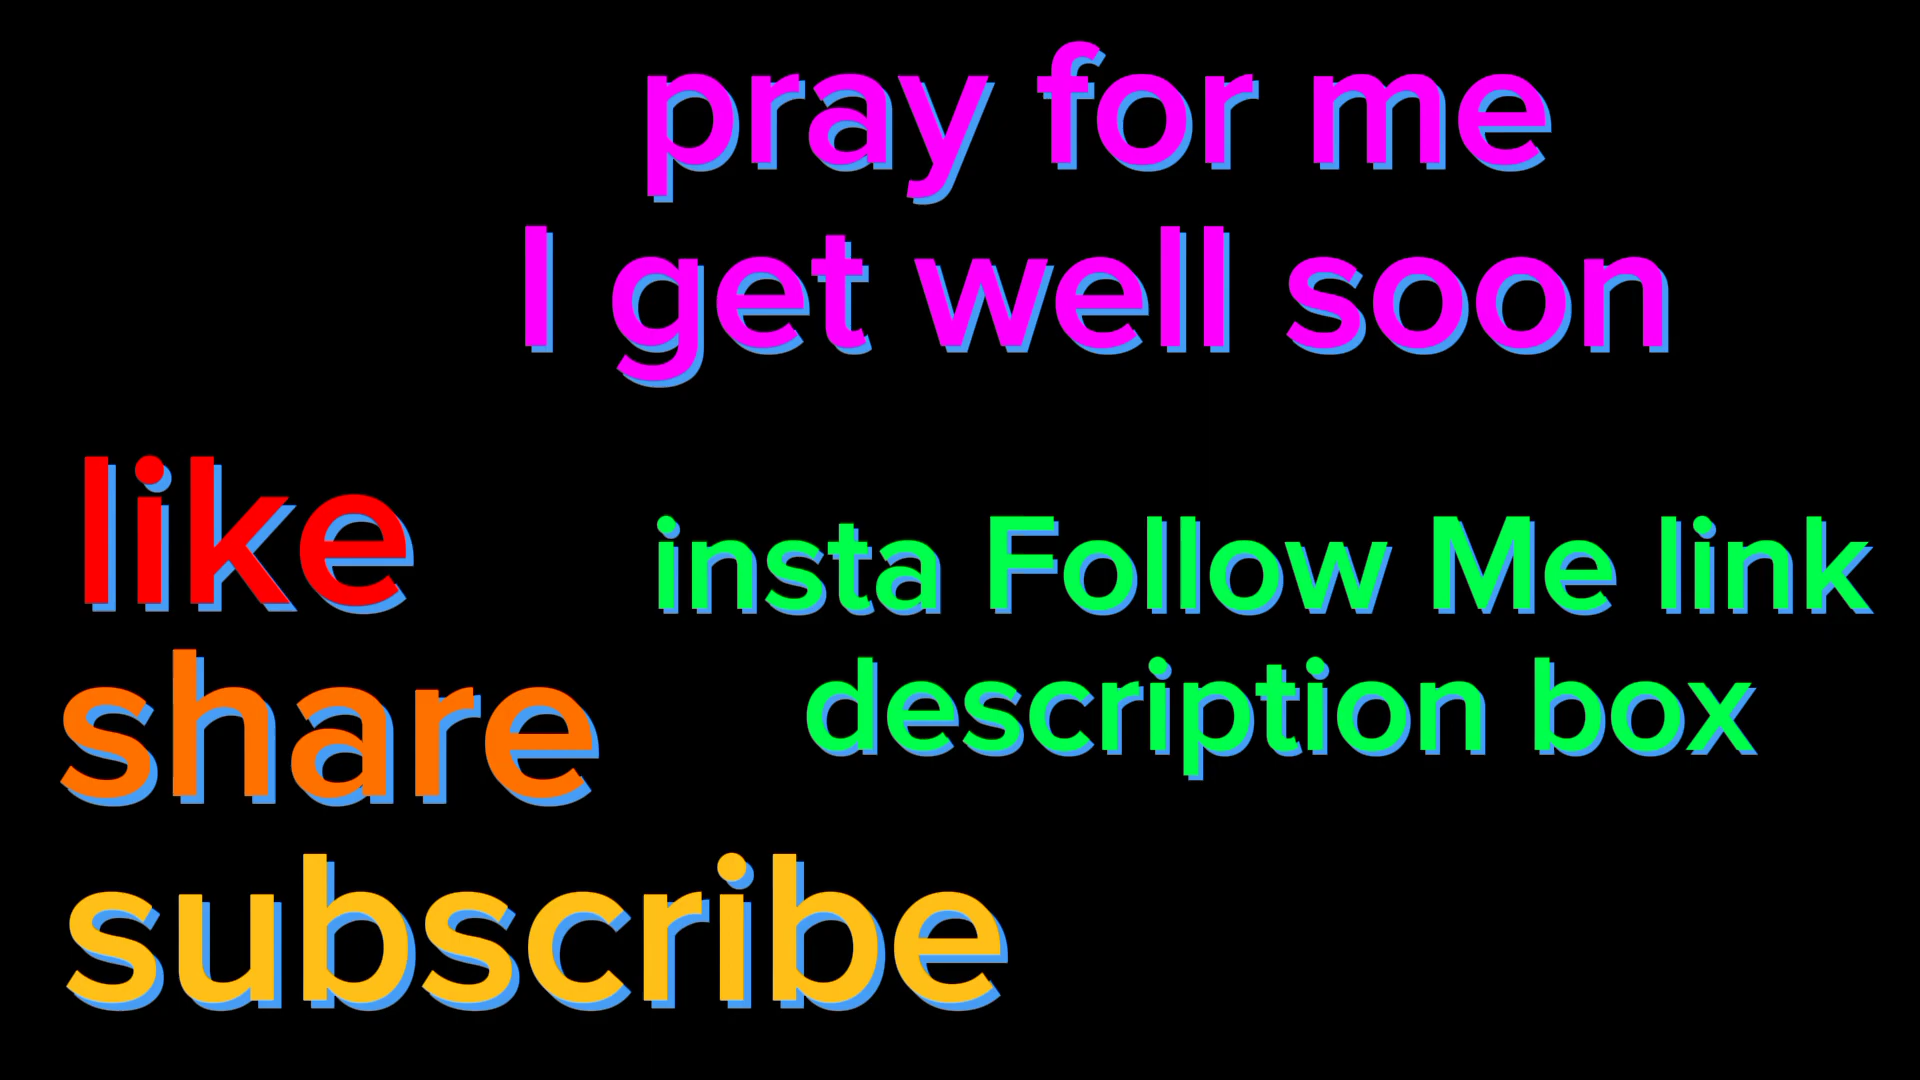 pray for me
I get well soon
like
share
subscribe
insta Follow Me link
description box